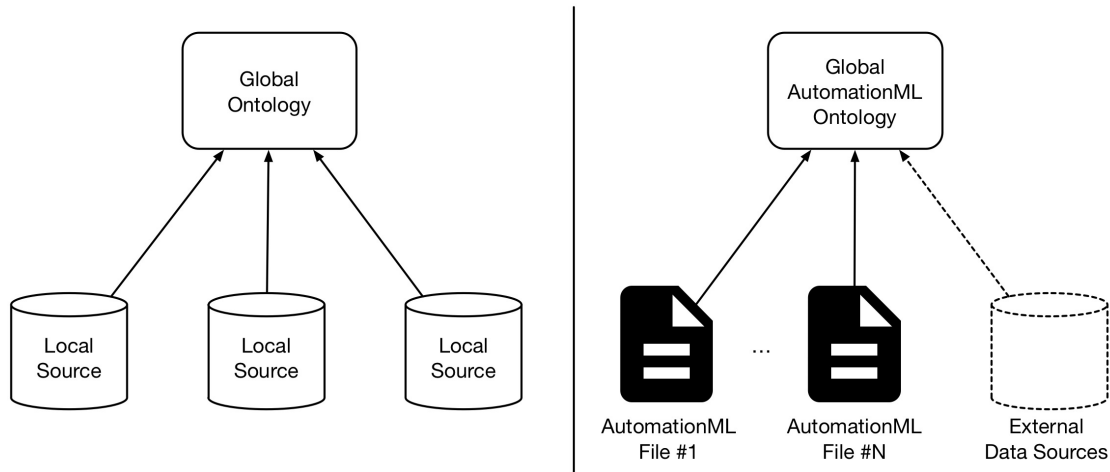 Global
Ontology
Local
Source
Local
Source
Local
Source
Global
AutomationML
Ontology
...
AutomationML
File #1
AutomationML
File #N
External
Data Sources